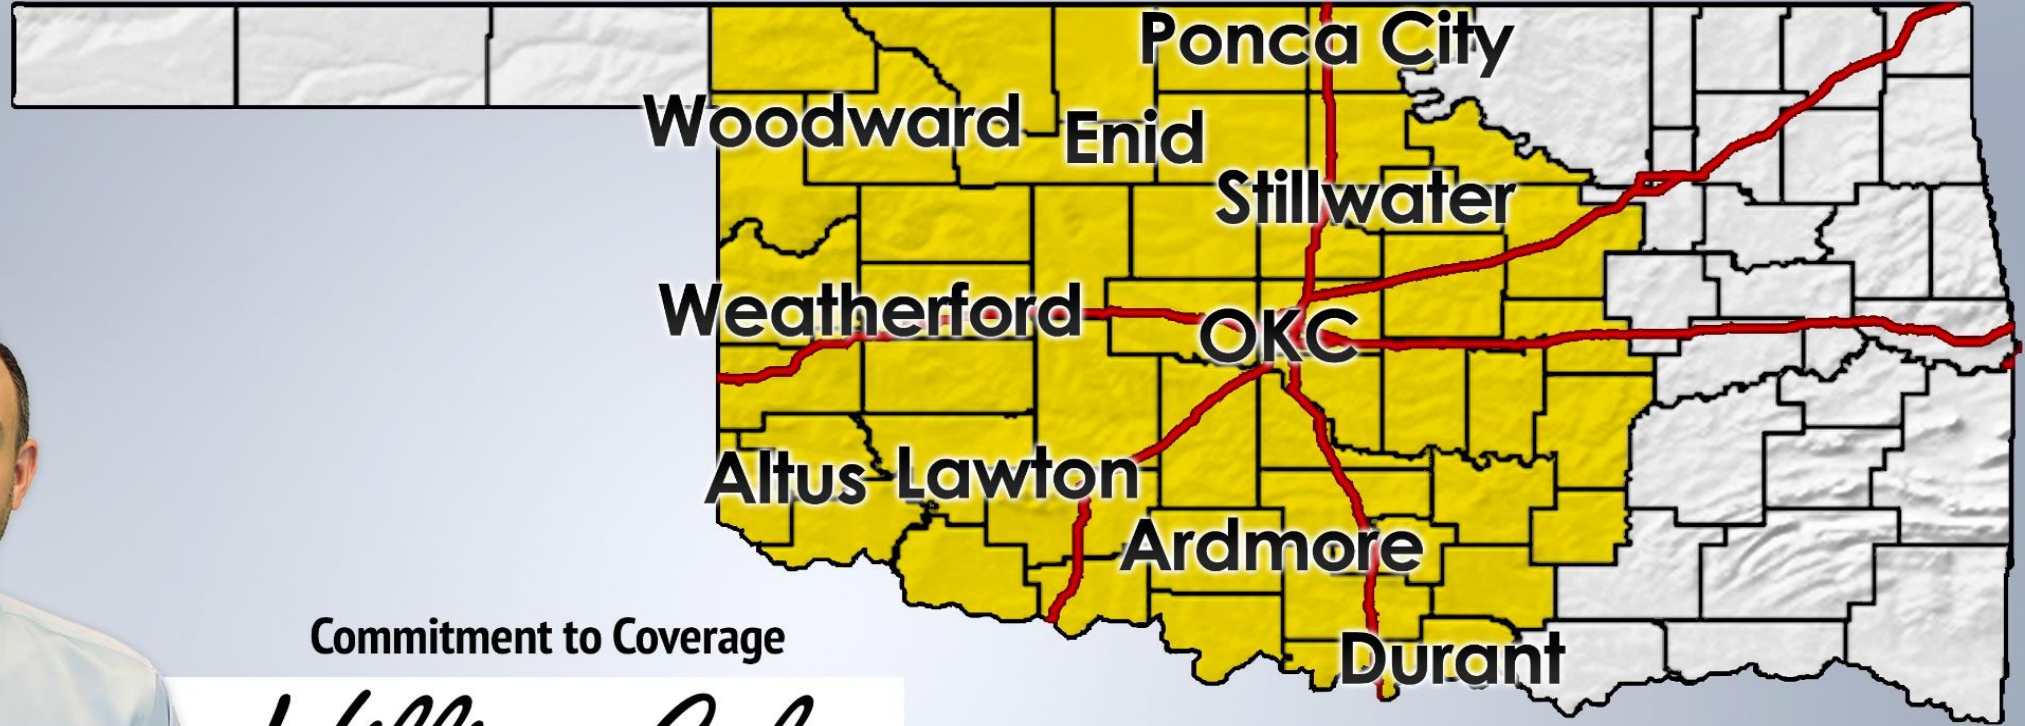 Ponca City
Woodward
Enid
Stillwater
Weatherford
OKC
Altus
Lawton
Ardmore
Durant
Commitment to Coverage